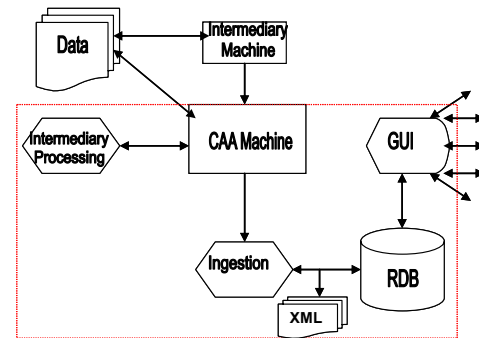 Data
Intermediary
Machine
Intermediary
Processing
CAA Machine
GUI
Ingestion
RDB
XML